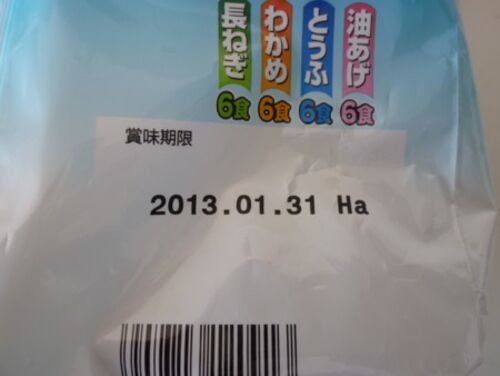 長ねぎ
6食
わかめ
6食
とうふ
6食
油あげ
6食
賞味期限
2013.01.31 Ha